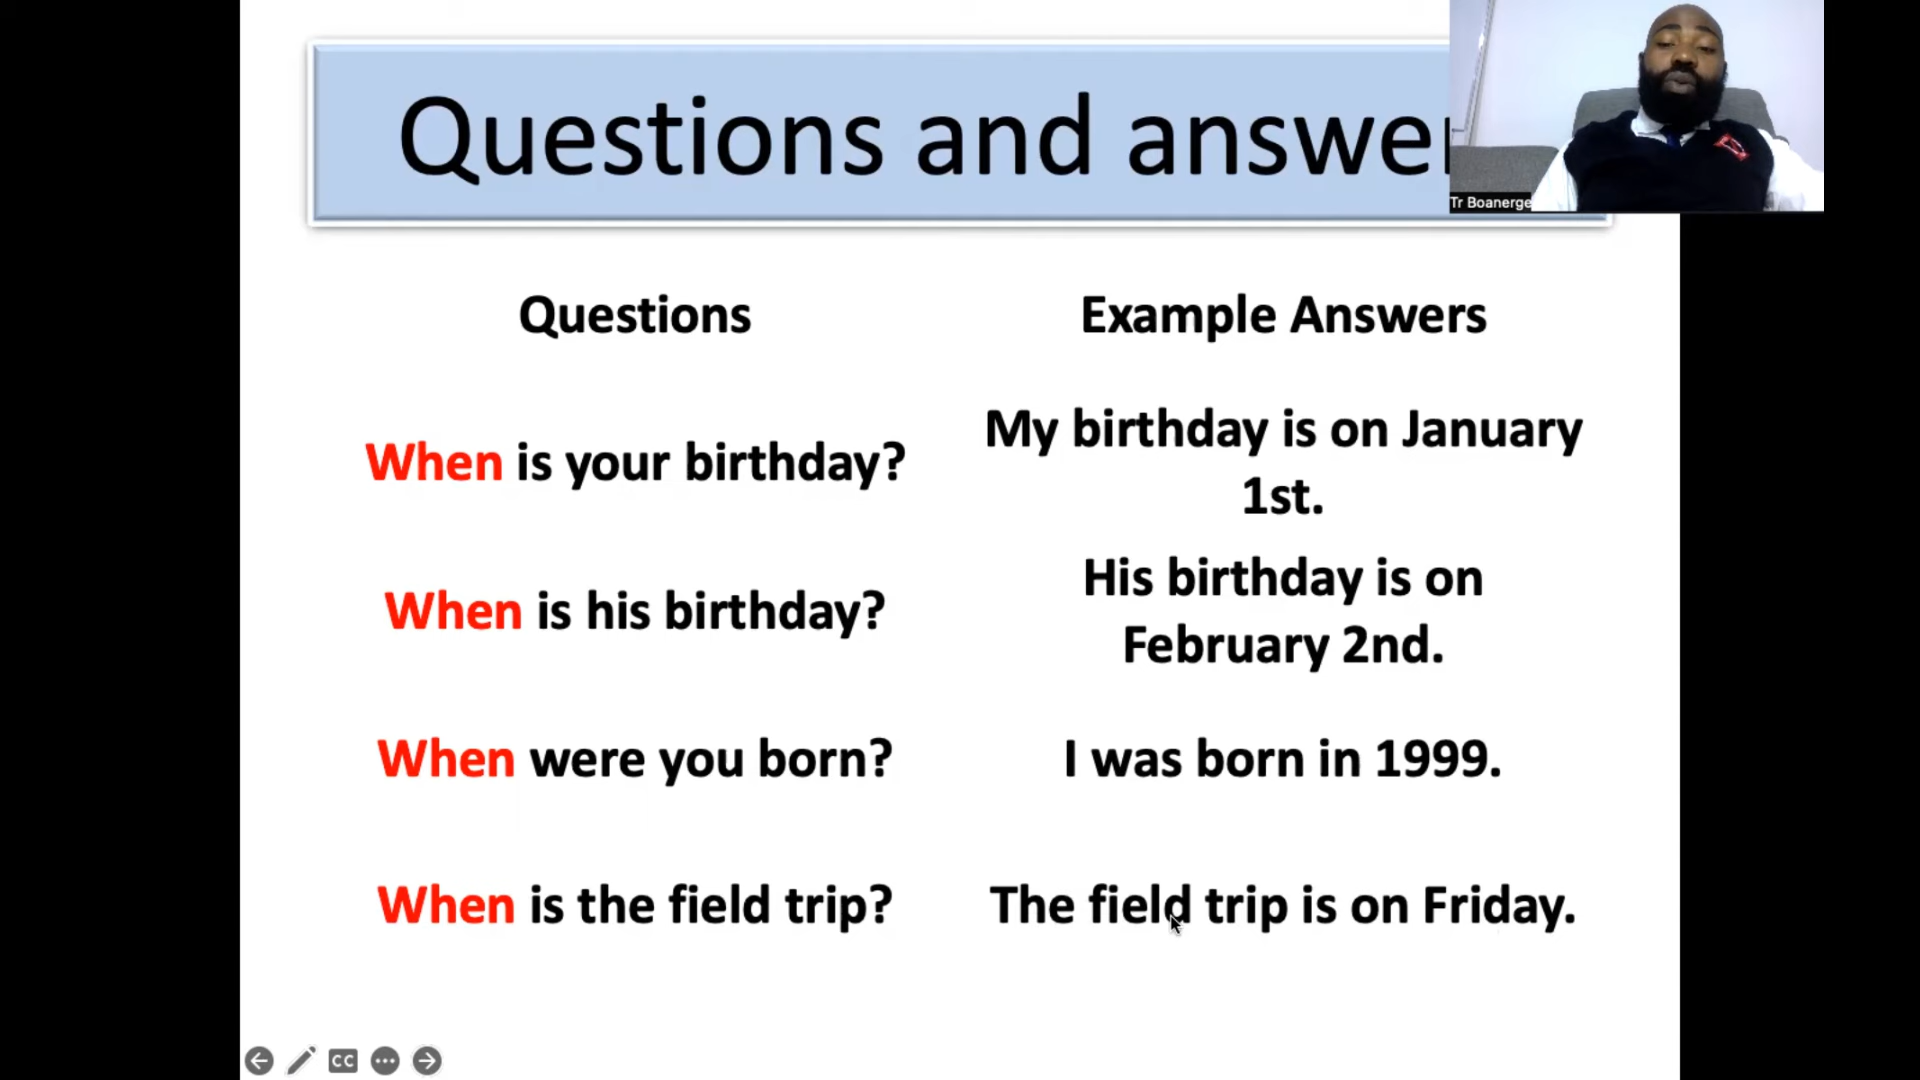 Questions and answer
Tr Boanerge
Questions
Example Answers
When is your birthday?
My birthday is on January
1st.
When is his birthday?
His birthday is on
February 2nd.
When were you born?
I was born in 1999.
When is the field trip?
The field trip is on Friday.
CC